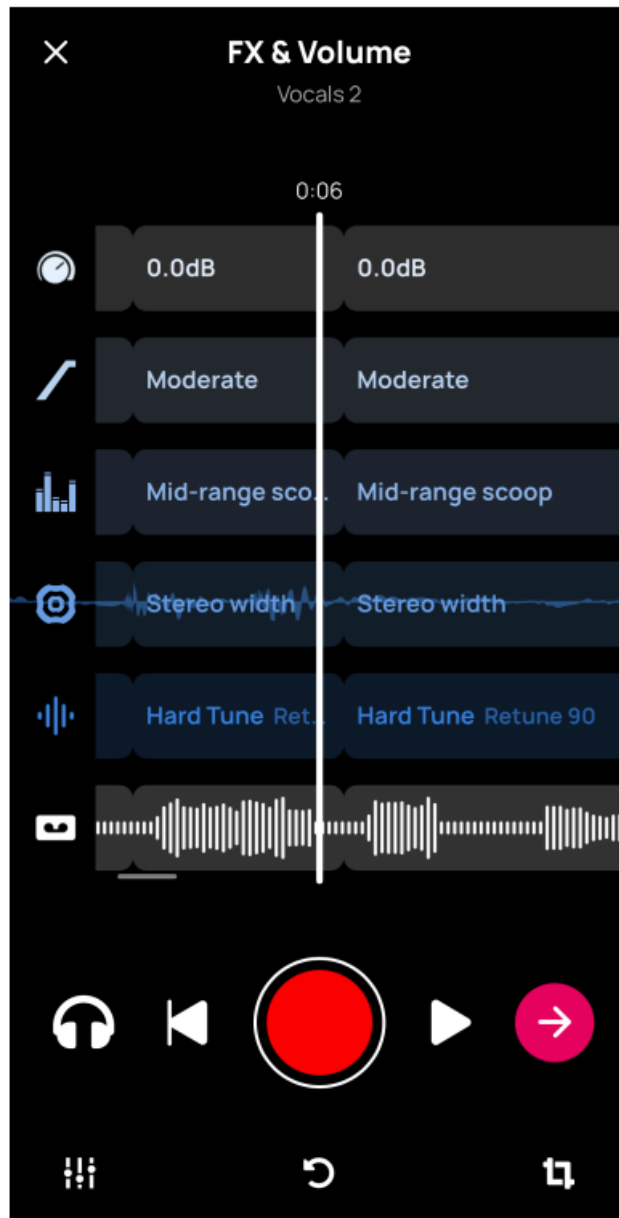 FX & Volume
Vocals 2
0:06
0.0dB 0.0dB
Moderate Moderate
Mid-range sco.. Mid-range scoop
Stereo width Stereo width
Hard Tune Ret.. Hard Tune Retune 90